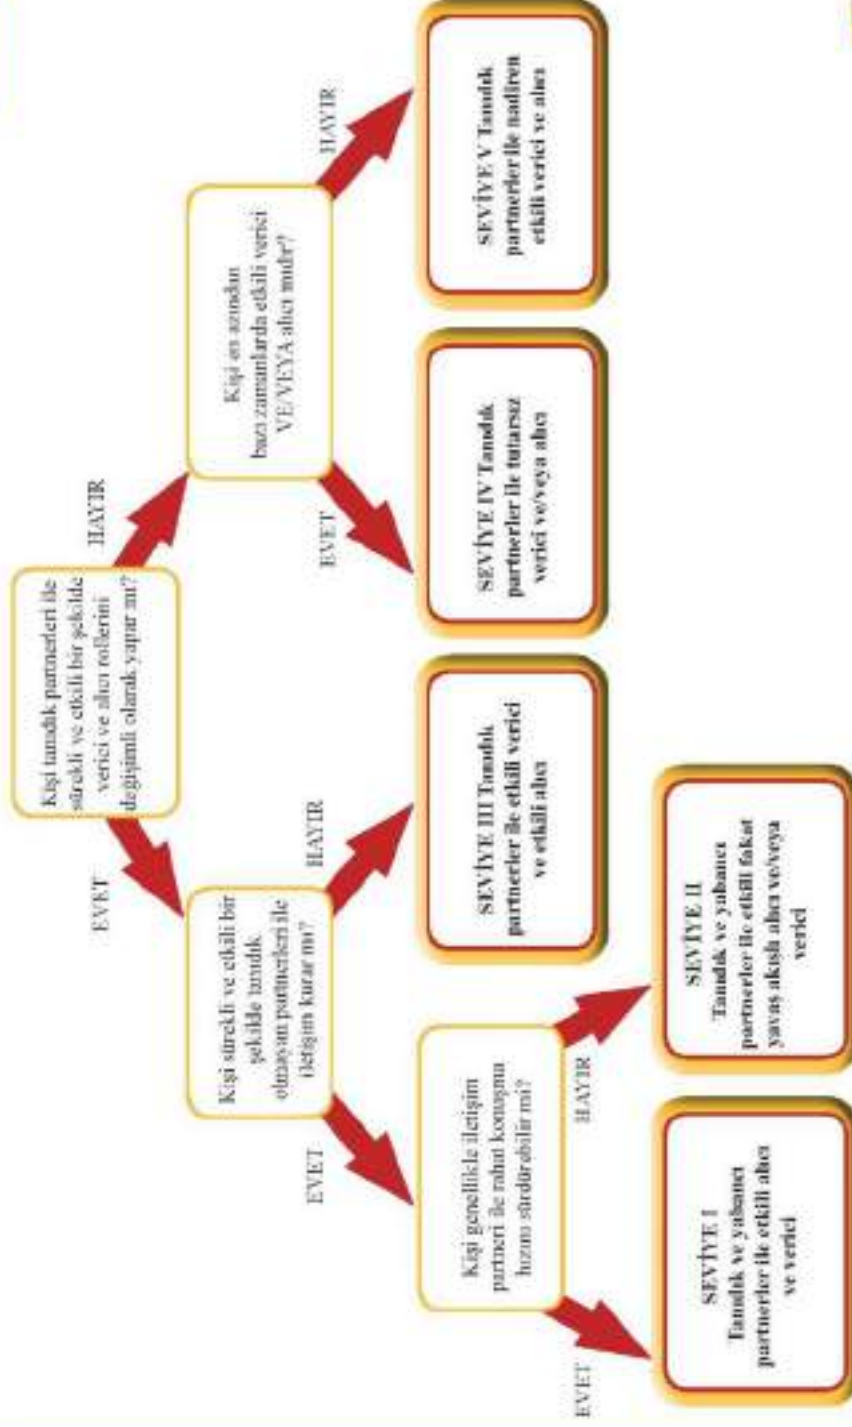 Kişi tanıdık partnerleri ile
sürekli ve etkili bir şekilde
verici ve alıcı rollerini
değişimli olarak yapar mı?
EVET
HAYIR
Kişi sürekli ve etkili bir
şekilde tanıdık
olmayan partnerleri ile
iletişim kurar mı?
Kişi en azından
bazı zamanlarda etkili verici
VE/VEYA alıcı mıdır?
EVET
HAYIR
EVET
HAYIR
Kişi genellikle iletişim
partneri ile rahat konuşma
hızını sürdürebilir mi?
SEVİYE III Tanıdık
partnerler ile etkili verici
ve etkili alıcı
SEVİYE IV Tanıdık
partnerler ile tutarsız
verici ve/veya alıcı
SEVİYE V Tanıdık
partnerler ile nadiren
etkili verici ve alıcı
EVET
HAYIR
SEVİYE I
Tanıdık ve yabancı
partnerler ile etkili alıcı
ve verici
SEVİYE II
Tanıdık ve yabancı
partnerler ile etkili fakat
yavaş akışlı alıcı ve/veya
verici